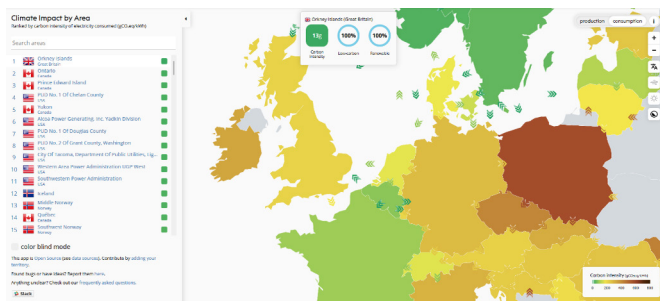 Climate Impact by Area
Ranked by carbon intensity of electricity consumed (gCO₂eq/kWh)
Search areas
1 Orkney Islands
Great Britain
2 Ontario
Canada
3 Prince Edward Island
Canada
4 PUD No. 1 Of Chelan County
USA
5 Yukon
Canada
6 Alcoa Power Generating, Inc. Yadkin Division
USA
7 PUD No. 1 Of Douglas County
USA
8 PUD No. 2 Of Grant County, Washington
USA
9 City Of Tacoma, Department Of Public Utilities, Lig...
USA
10 Western Area Power Administration UGP West
USA
11 Southwestern Power Administration
USA
12 Iceland
13 Middle Norway
Norway
14 Québec
Canada
15 Southwest Norway
Norway
color blind mode
This app is Open Source (see data sources). Contribute by adding your
territory.
Found bugs or have ideas? Report them here.
Anything unclear? Check out our frequently asked questions.
Slack
Orkney Islands (Great Britain)
13g
100%
100%
Carbon
Intensity
Low-carbon
Renewable
production
consumption
Carbon intensity (gCO₂eq/kWh)
0 200 400 600 800